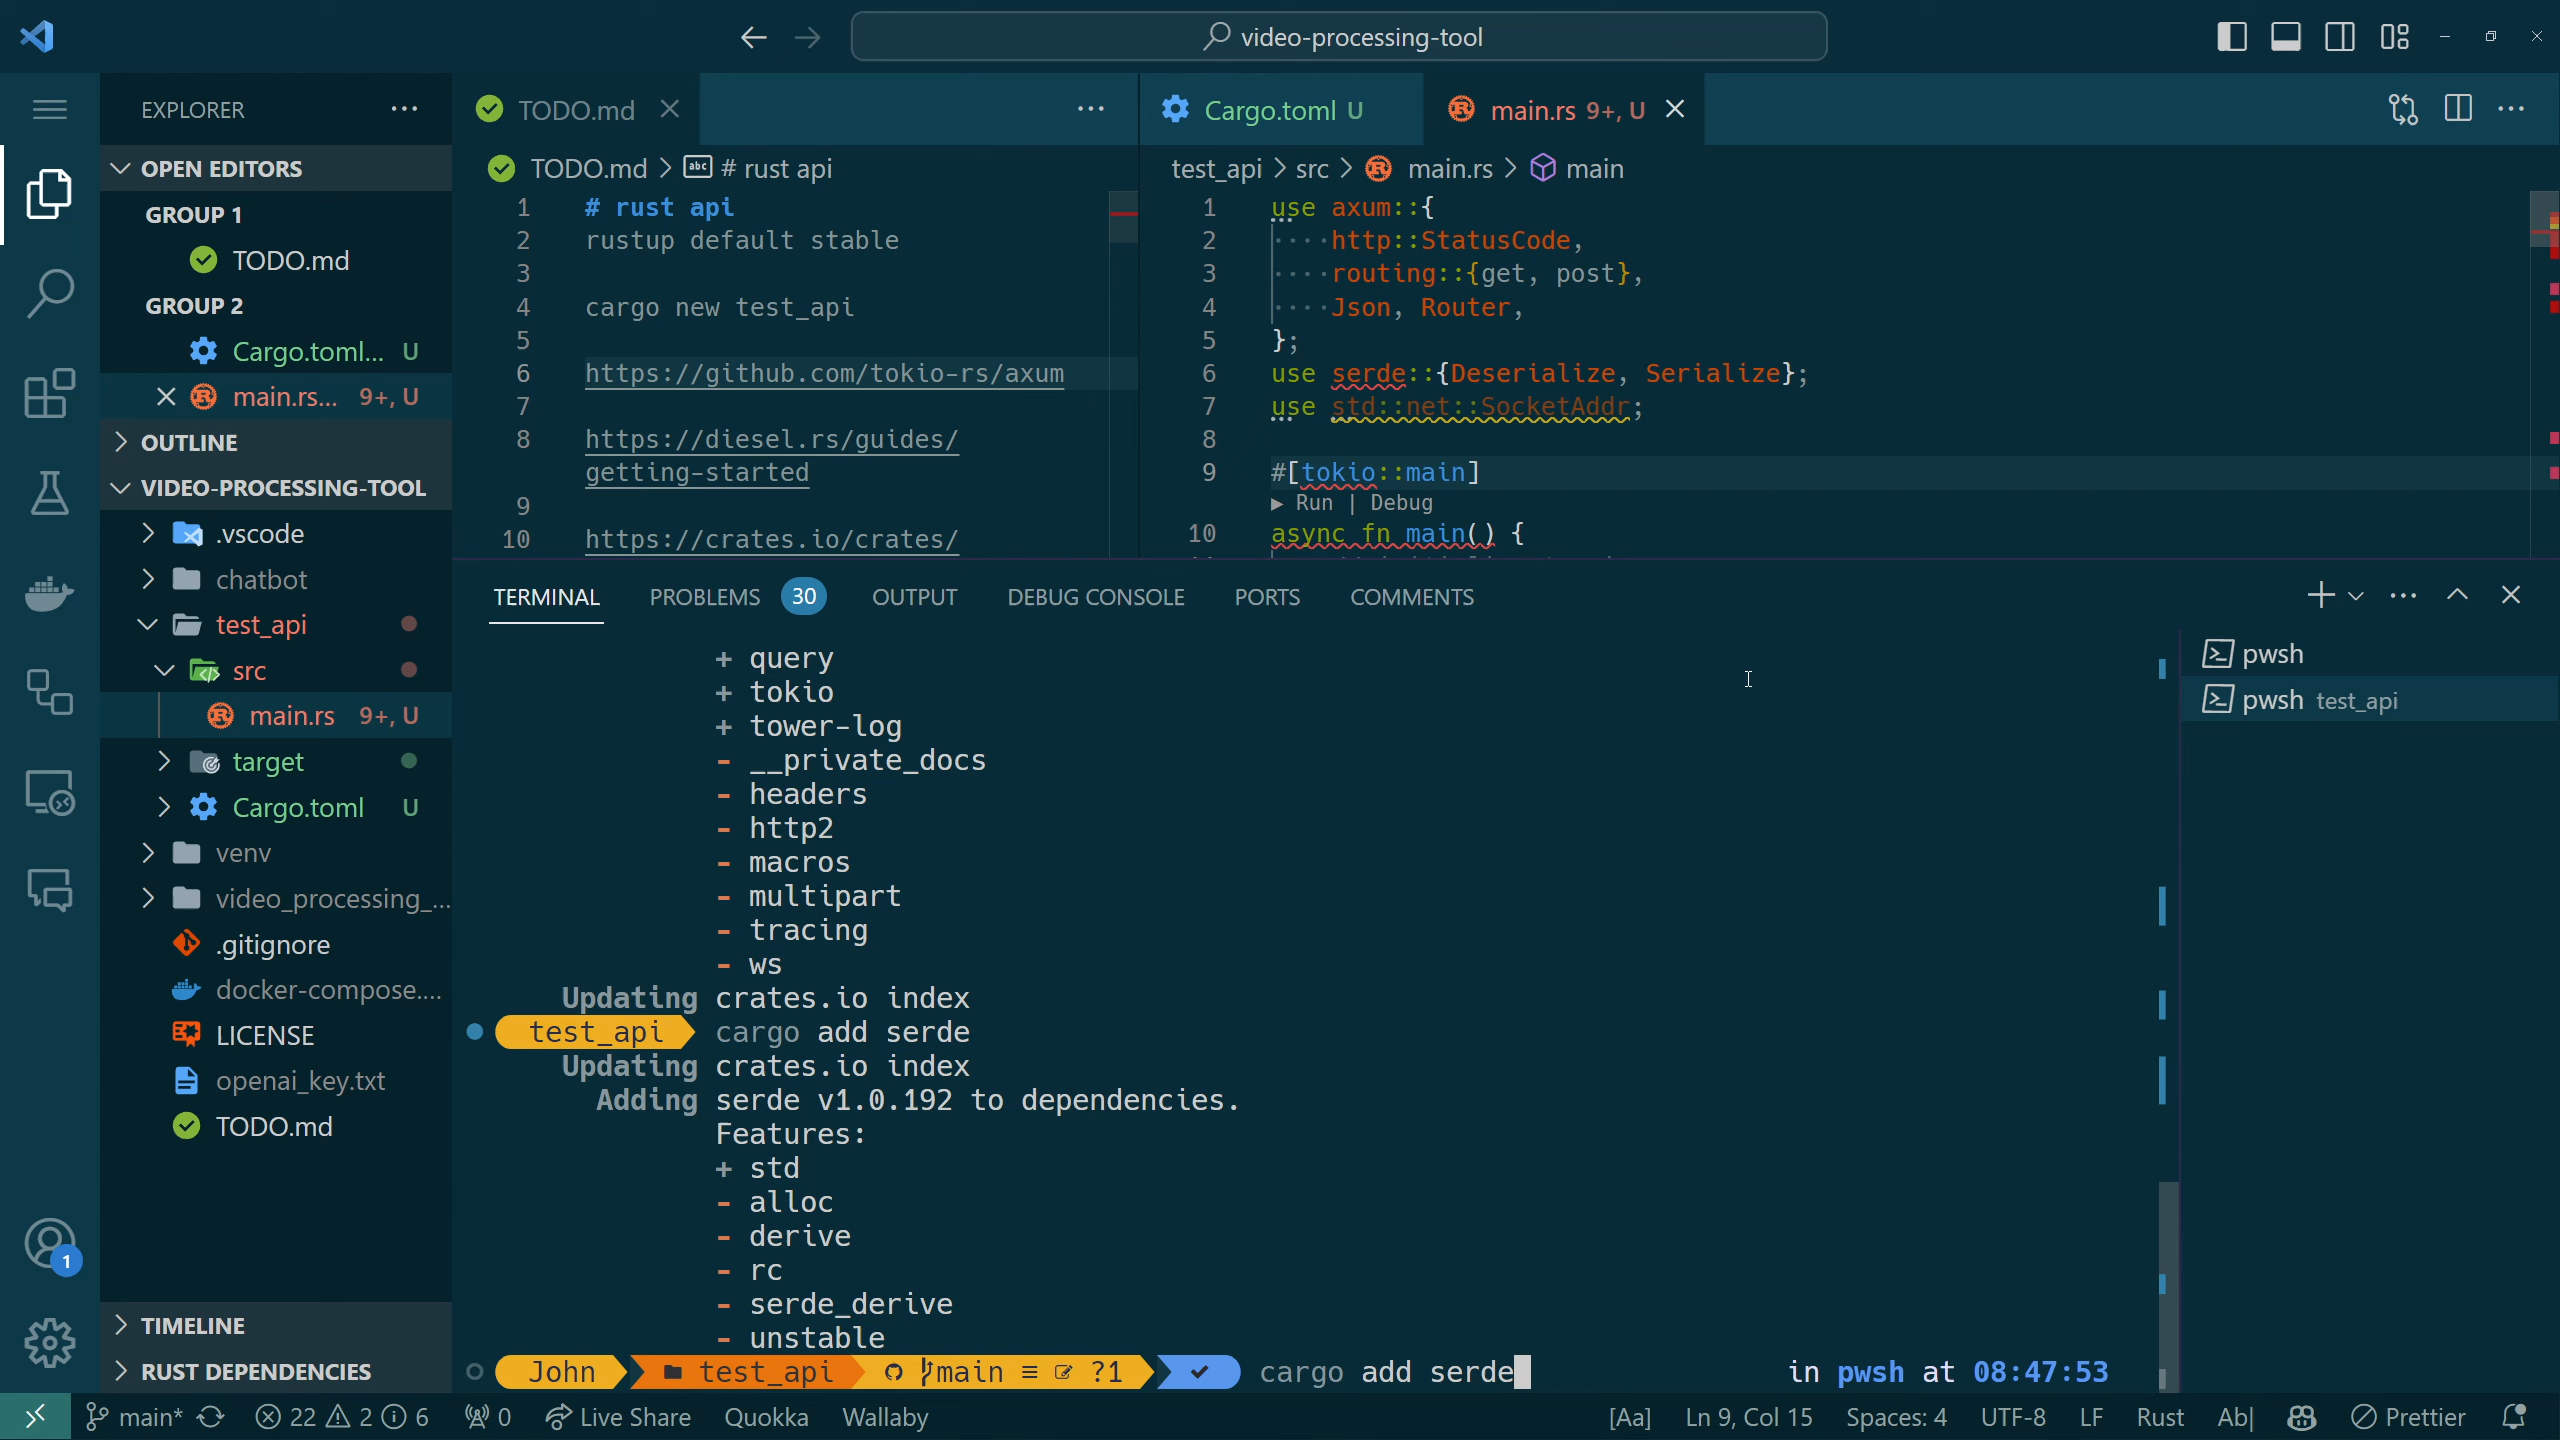 video-processing-tool
EXPLORER
OPEN EDITORS
GROUP 1
TODO.md
GROUP 2
Cargo.toml... U
main.rs... 9+, U
OUTLINE
VIDEO-PROCESSING-TOOL
.vscode
chatbot
test_api
src
main.rs 9+, U
target
Cargo.toml U
venv
video_processing_...
.gitignore
docker-compose....
LICENSE
openai_key.txt
TODO.md
1
TIMELINE
RUST DEPENDENCIES
TODO.md
TODO.md > # rust api
1 # rust api
2 rustup default stable
3
4 cargo new test_api
5
6 https://github.com/tokio-rs/axum
7
8 https://diesel.rs/guides/
getting-started
9
10 https://crates.io/crates/
Cargo.toml U
main.rs 9+, U
test_api > src > main.rs > main
1 use axum::{
2 ····http::StatusCode,
3 ····routing::{get, post},
4 ····Json, Router,
5 };
6 use serde::{Deserialize, Serialize};
7 use std::net::SocketAddr;
8
9 #[tokio::main]
▶ Run | Debug
10 async fn main() {
TERMINAL PROBLEMS 30 OUTPUT DEBUG CONSOLE PORTS COMMENTS
+ query
+ tokio
+ tower-log
- __private_docs
- headers
- http2
- macros
- multipart
- tracing
- ws
Updating crates.io index
test_api cargo add serde
Updating crates.io index
Adding serde v1.0.192 to dependencies.
Features:
+ std
- alloc
- derive
- rc
- serde_derive
- unstable
John test_api main ≡ ?1 ✓ cargo add serde in pwsh at 08:47:53
pwsh
pwsh test_api
main* 22 2 6 0 Live Share Quokka Wallaby [Aa] Ln 9, Col 15 Spaces: 4 UTF-8 LF Rust Ab| Prettier